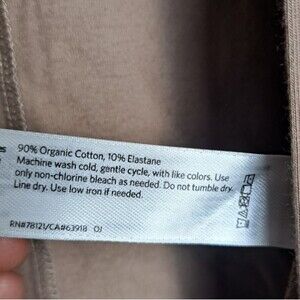 90% Organic Cotton, 10% Elastane
Machine wash cold, gentle cycle, with like colors. Use
only non-chlorine bleach as needed. Do not tumble dry.
Line dry. Use low iron if needed.
RN#78121/CA#63918 OJ